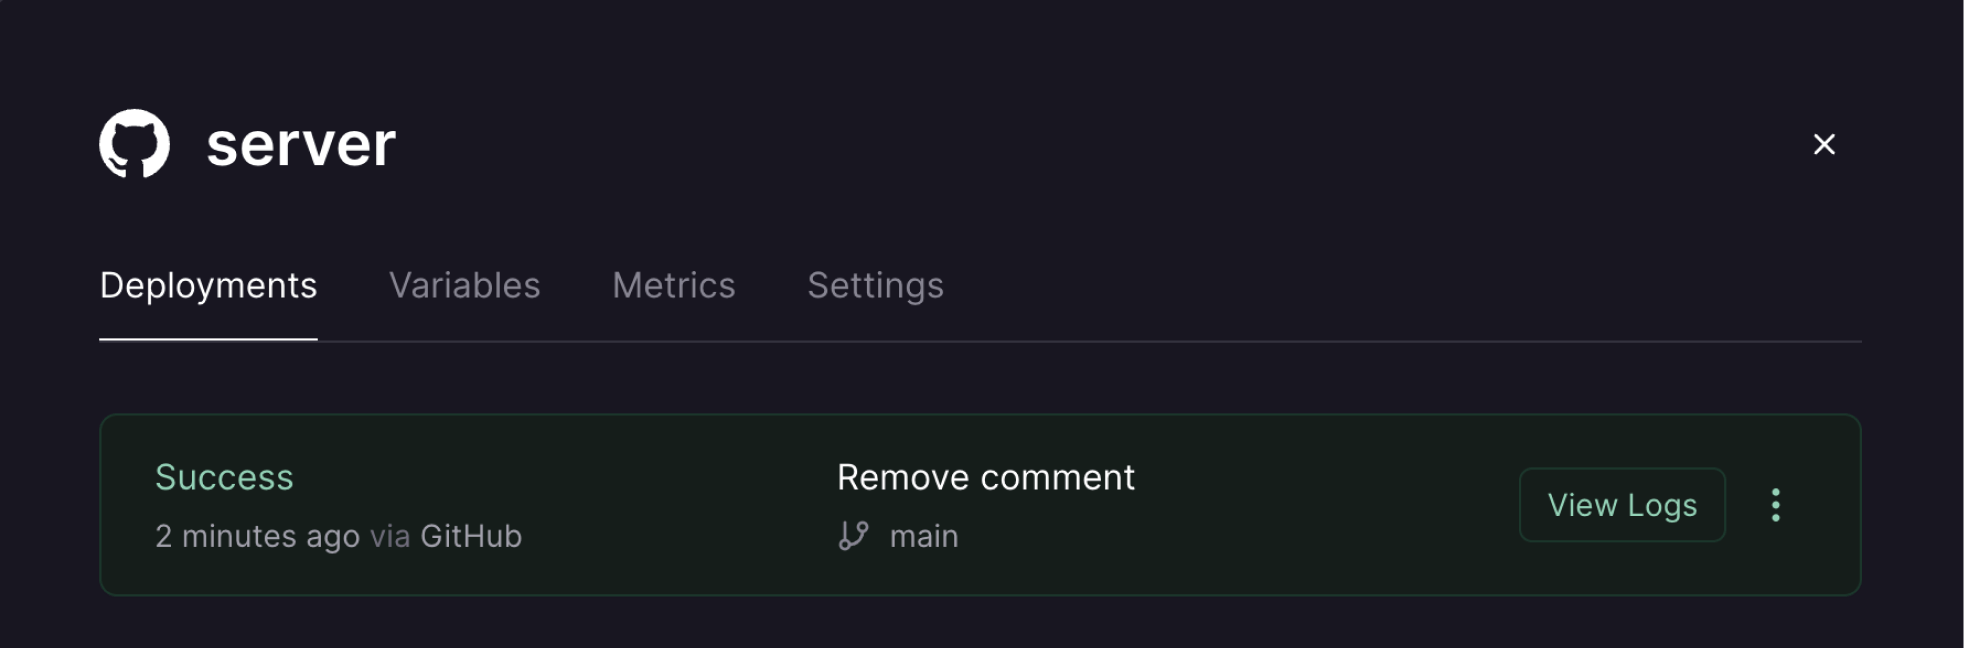 server
Deployments Variables Metrics Settings
Success
2 minutes ago via GitHub
Remove comment
main
View Logs